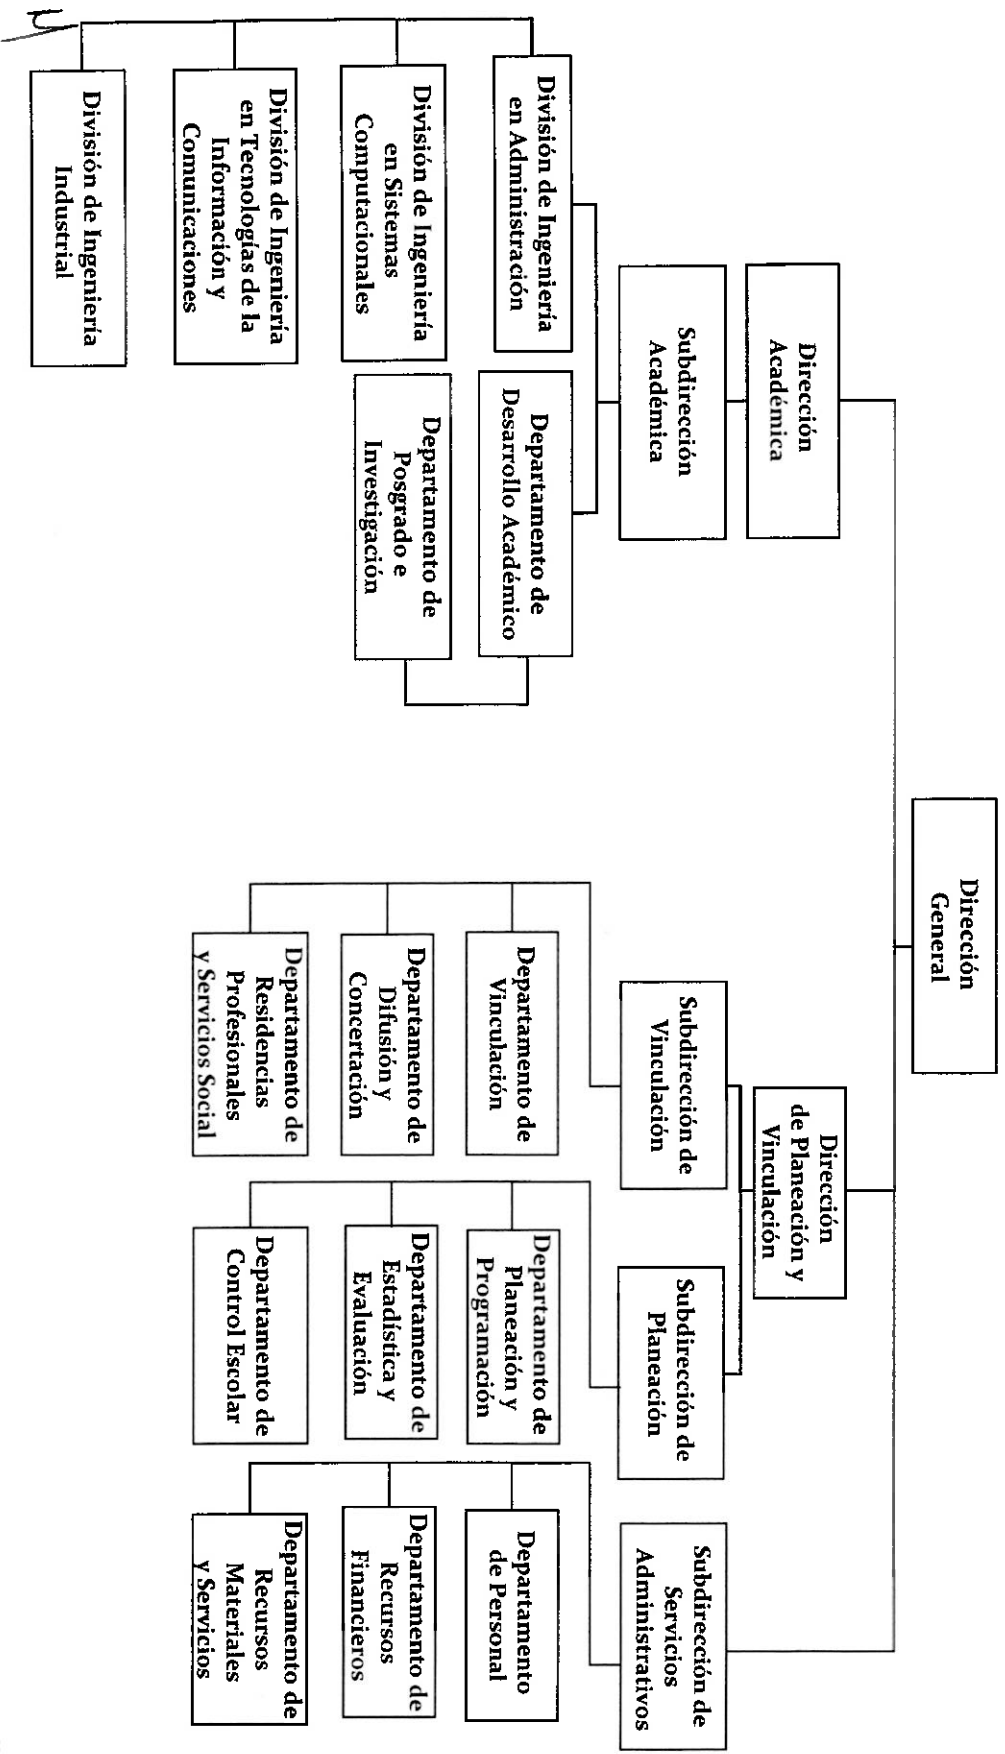 Dirección
General
Dirección
Académica
Subdirección
Académica
División de Ingeniería
en Administración
División de Ingeniería
en Sistemas
Computacionales
División de Ingeniería
en Tecnologías de la
Información y
Comunicaciones
División de Ingeniería
Industrial
Departamento de
Desarrollo Académico
Departamento de
Posgrado e
Investigación
Dirección
de Planeación y
Vinculación
Subdirección de
Vinculación
Departamento de
Vinculación
Departamento de
Difusión y
Concertación
Departamento de
Residencias
Profesionales
y Servicios Social
Subdirección de
Planeación
Departamento de
Planeación y
Programación
Departamento de
Estadística y
Evaluación
Departamento de
Control Escolar
Subdirección de
Servicios
Administrativos
Departamento
de Personal
Departamento de
Recursos
Financieros
Departamento de
Recursos
Materiales
y Servicios